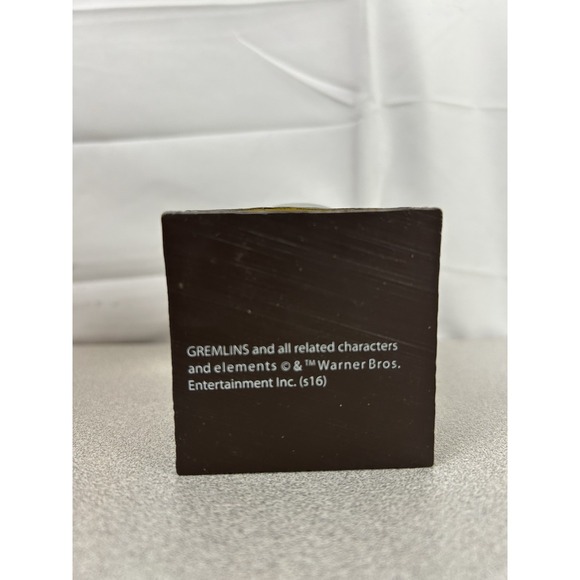 GREMLINS and all related characters
and elements © & ™ Warner Bros.
Entertainment Inc. (s16)